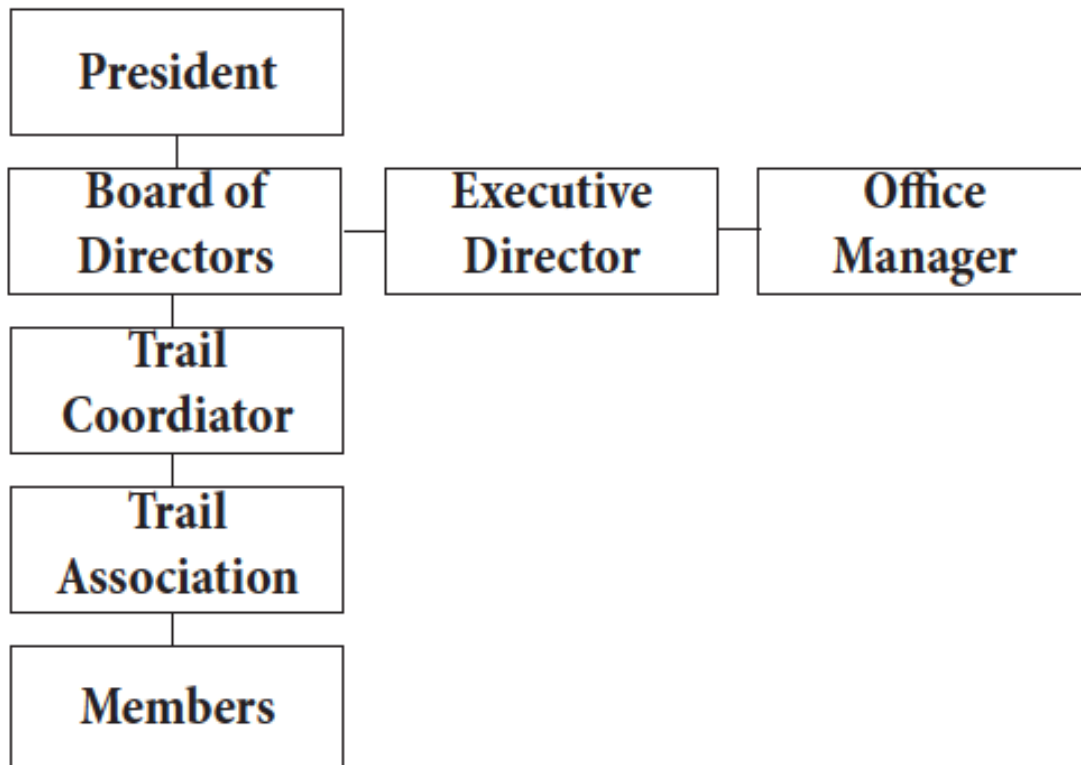 President
Board of
Directors
Executive
Director
Office
Manager
Trail
Coordiator
Trail
Association
Members